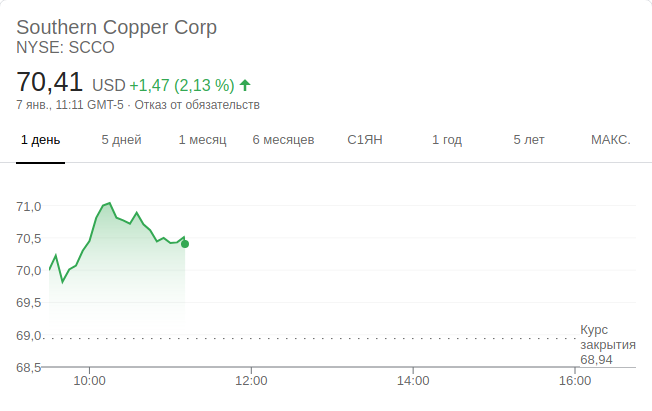 Southern Copper Corp
NYSE: SCCO
70,41 USD +1,47 (2,13 %)
7 янв., 11:11 GMT-5 · Отказ от обязательств
1 день 5 дней 1 месяц 6 месяцев С1ЯН 1 год 5 лет МАКС.
71,0
70,5
70,0
69,5
69,0
68,5
Курс
закрытия
68,94
10:00 12:00 14:00 16:00